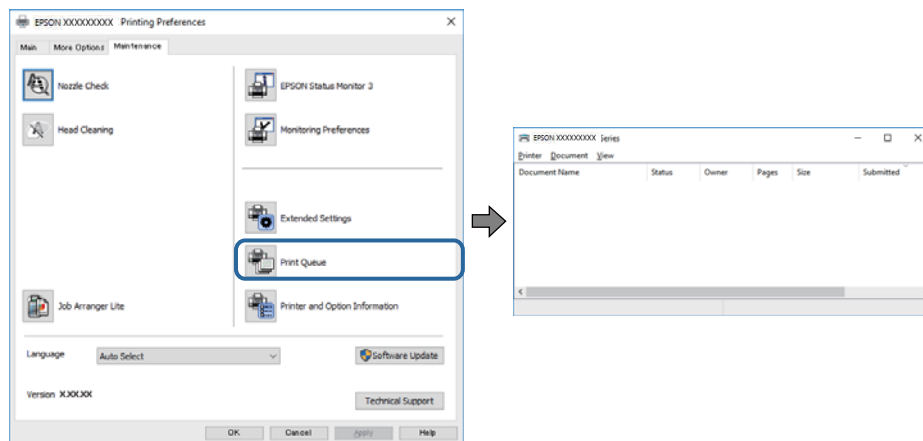 EPSON XXXXXXXXX Printing Preferences
Main More Options Maintenance
Nozzle Check
EPSON Status Monitor 3
Head Cleaning
Monitoring Preferences
Extended Settings
Print Queue
Job Arranger Lite
Printer and Option Information
Language Auto Select Software Update
Version X.XX.XX
Technical Support
OK Cancel Apply Help
EPSON XXXXXXXXXX Series
Printer Document View
Document Name Status Owner Pages Size Submitted